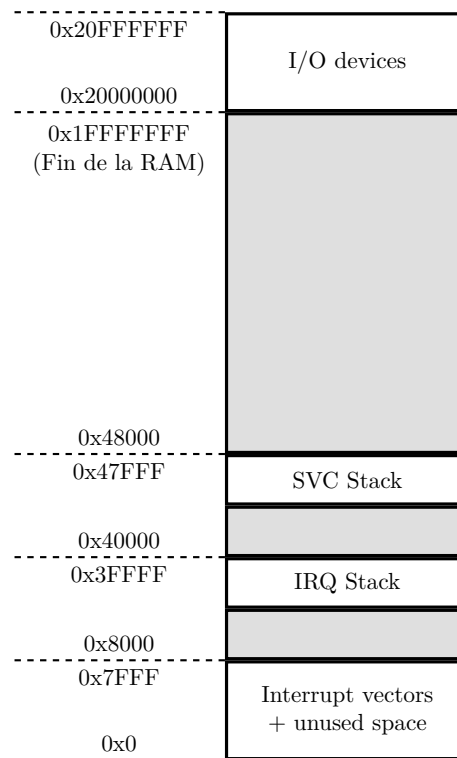 0x20FFFFFF
I/O devices
0x20000000
0x1FFFFFFF
(Fin de la RAM)
0x48000
0x47FFF
SVC Stack
0x40000
0x3FFFF
IRQ Stack
0x8000
0x7FFF
Interrupt vectors
+ unused space
0x0